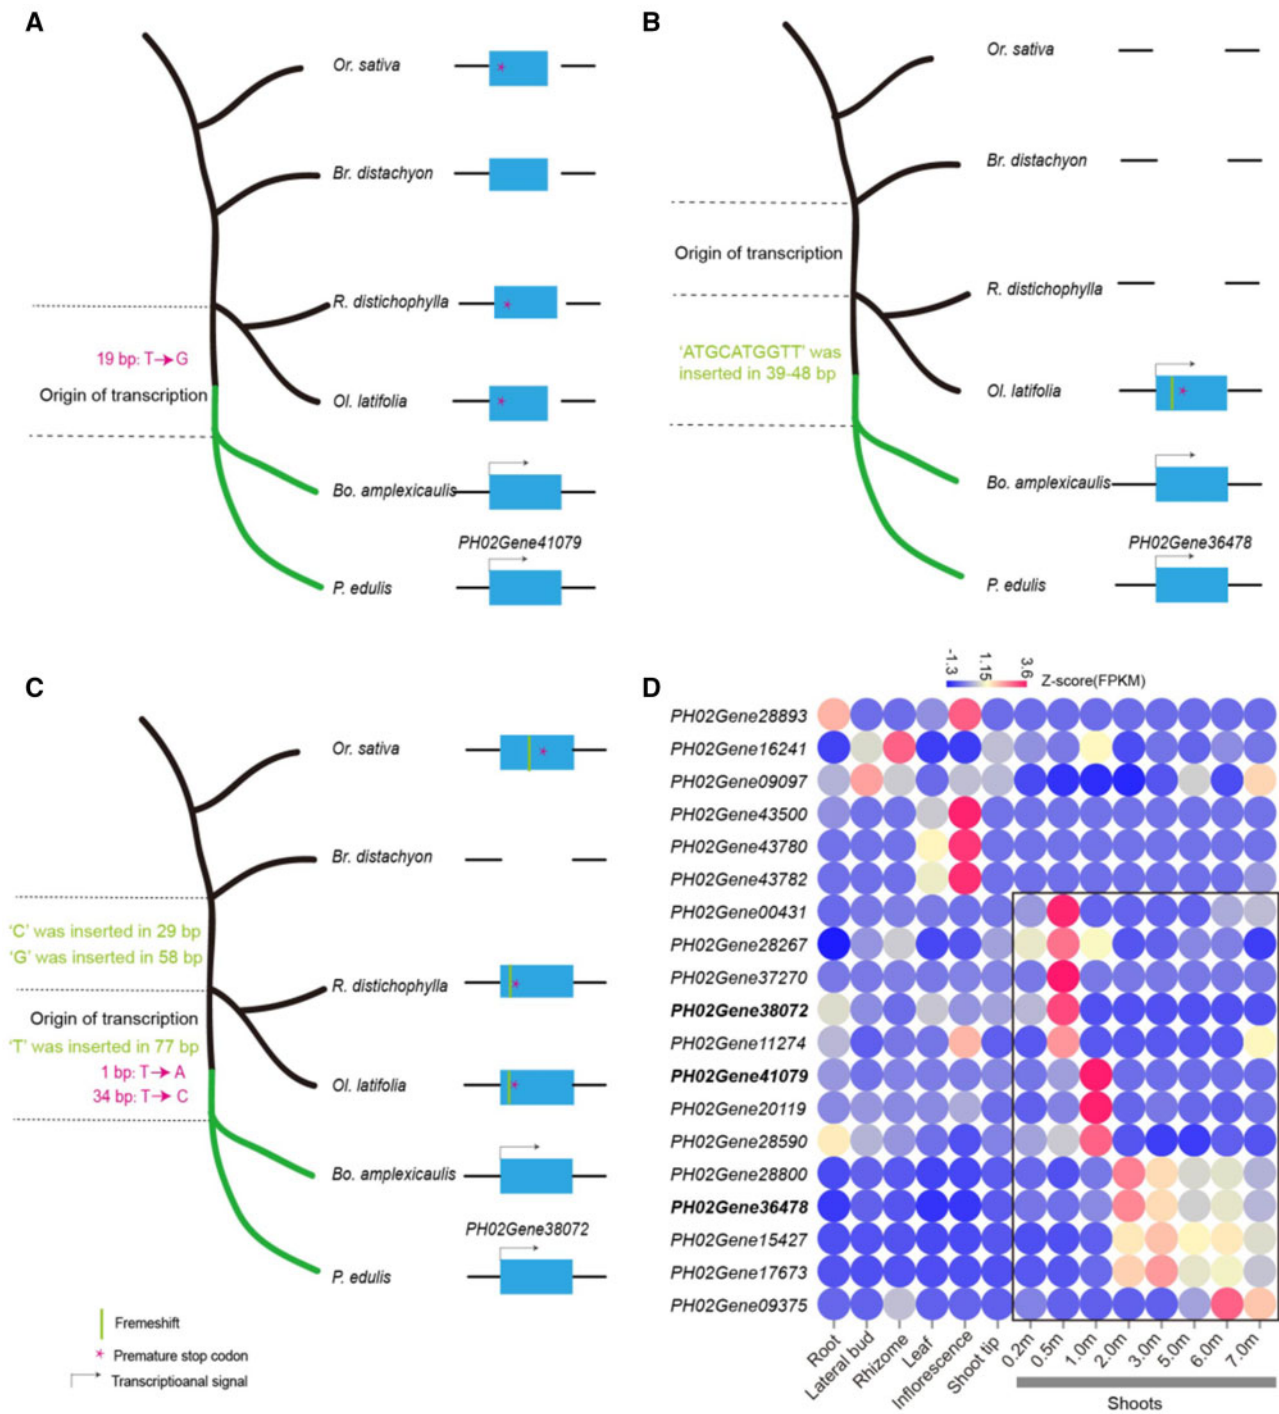 A
Or. sativa
Br. distachyon
R. distichophylla
19 bp: T→G
Origin of transcription
Ol. latifolia
Bo. amplexicaulis
PH02Gene41079
P. edulis
B
Or. sativa
Br. distachyon
Origin of transcription
R. distichophylla
'ATGCATGGTT' was
inserted in 39-48 bp
Ol. latifolia
Bo. amplexicaulis
PH02Gene36478
P. edulis
C
Or. sativa
Br. distachyon
'C' was inserted in 29 bp
'G' was inserted in 58 bp
R. distichophylla
Origin of transcription
'T' was inserted in 77 bp
1 bp: T→A
34 bp: T→C
Ol. latifolia
Bo. amplexicaulis
PH02Gene38072
P. edulis
Fremeshift
* Premature stop codon
Transcriptioanal signal
D
-1.3 1.15 3.6
Z-score(FPKM)
PH02Gene28893
PH02Gene16241
PH02Gene09097
PH02Gene43500
PH02Gene43780
PH02Gene43782
PH02Gene00431
PH02Gene28267
PH02Gene37270
PH02Gene38072
PH02Gene11274
PH02Gene41079
PH02Gene20119
PH02Gene28590
PH02Gene28800
PH02Gene36478
PH02Gene15427
PH02Gene17673
PH02Gene09375
Root
Lateral bud
Rhizome
Leaf
Inflorescence
Shoot tip
0.2m
0.5m
1.0m
2.0m
3.0m
5.0m
6.0m
7.0m
Shoots